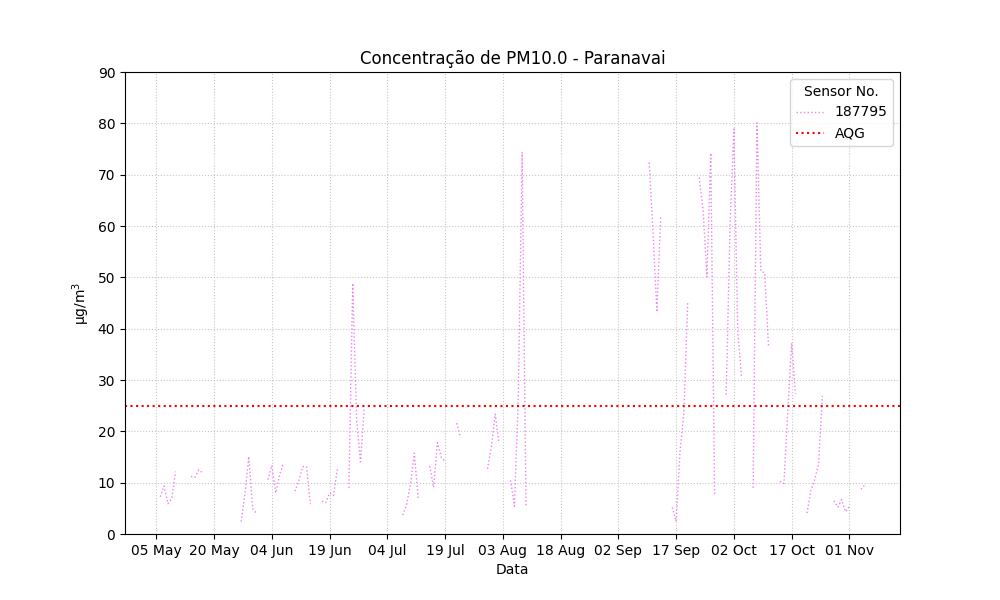 Concentração de PM10.0 - Paranavai
Sensor No.
187795
AQG
µg/m³
90
80
70
60
50
40
30
20
10
0
05 May 20 May 04 Jun 19 Jun 04 Jul 19 Jul 03 Aug 18 Aug 02 Sep 17 Sep 02 Oct 17 Oct 01 Nov
Data